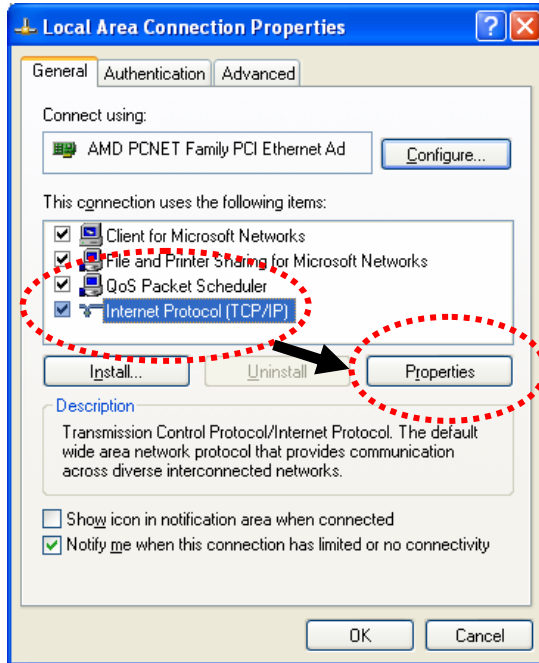 Local Area Connection Properties
General Authentication Advanced
Connect using:
AMD PCNET Family PCI Ethernet Ad
Configure...
This connection uses the following items:
Client for Microsoft Networks
File and Printer Sharing for Microsoft Networks
QoS Packet Scheduler
Internet Protocol (TCP/IP)
Install... Uninstall Properties
Description
Transmission Control Protocol/Internet Protocol. The default
wide area network protocol that provides communication
across diverse interconnected networks.
Show icon in notification area when connected
Notify me when this connection has limited or no connectivity
OK Cancel